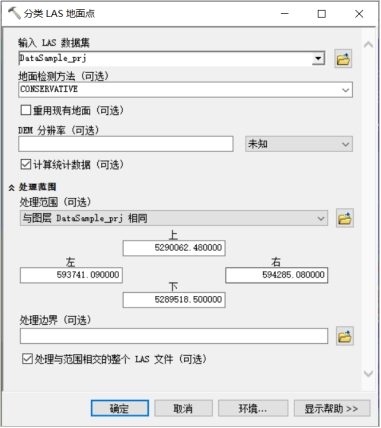 分类 LAS 地面点
输入 LAS 数据集
DataSample_prj
地面检测方法 (可选)
CONSERVATIVE
重用现有地面 (可选)
DEM 分辨率 (可选)
未知
计算统计数据 (可选)
处理范围
处理范围 (可选)
与图层 DataSample_prj 相同
上
5290062.480000
左 右
593741.090000 594285.080000
下
5289518.500000
处理边界 (可选)
处理与范围相交的整个 LAS 文件 (可选)
确定 取消 环境... 显示帮助 >>